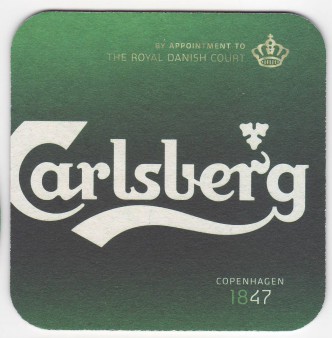 BY APPOINTMENT TO
THE ROYAL DANISH COURT
Carlsberg
COPENHAGEN
1847